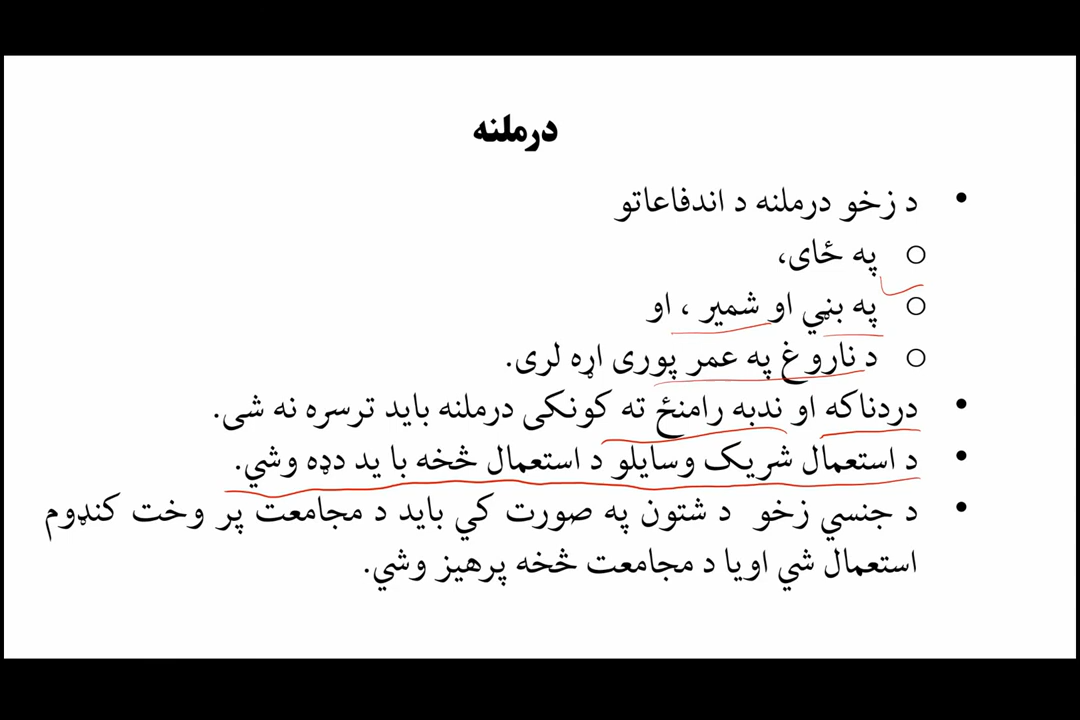 درملنه
• د زخو درملنه د اندفاعاتو
○ په ځای،
○ په بڼي او شمیر ، او
○ د ناروغ په عمر پوری اړه لری.
• دردناکه او ندبه رامنځ ته کونکی درملنه باید ترسره نه شی.
• د استعمال شریک وسایلو د استعمال څخه با ید دډه وشي.
• د جنسي زخو د شتون په صورت کي باید د مجامعت پر وخت کنډوم
استعمال شي اویا د مجامعت څخه پرهیز وشي.